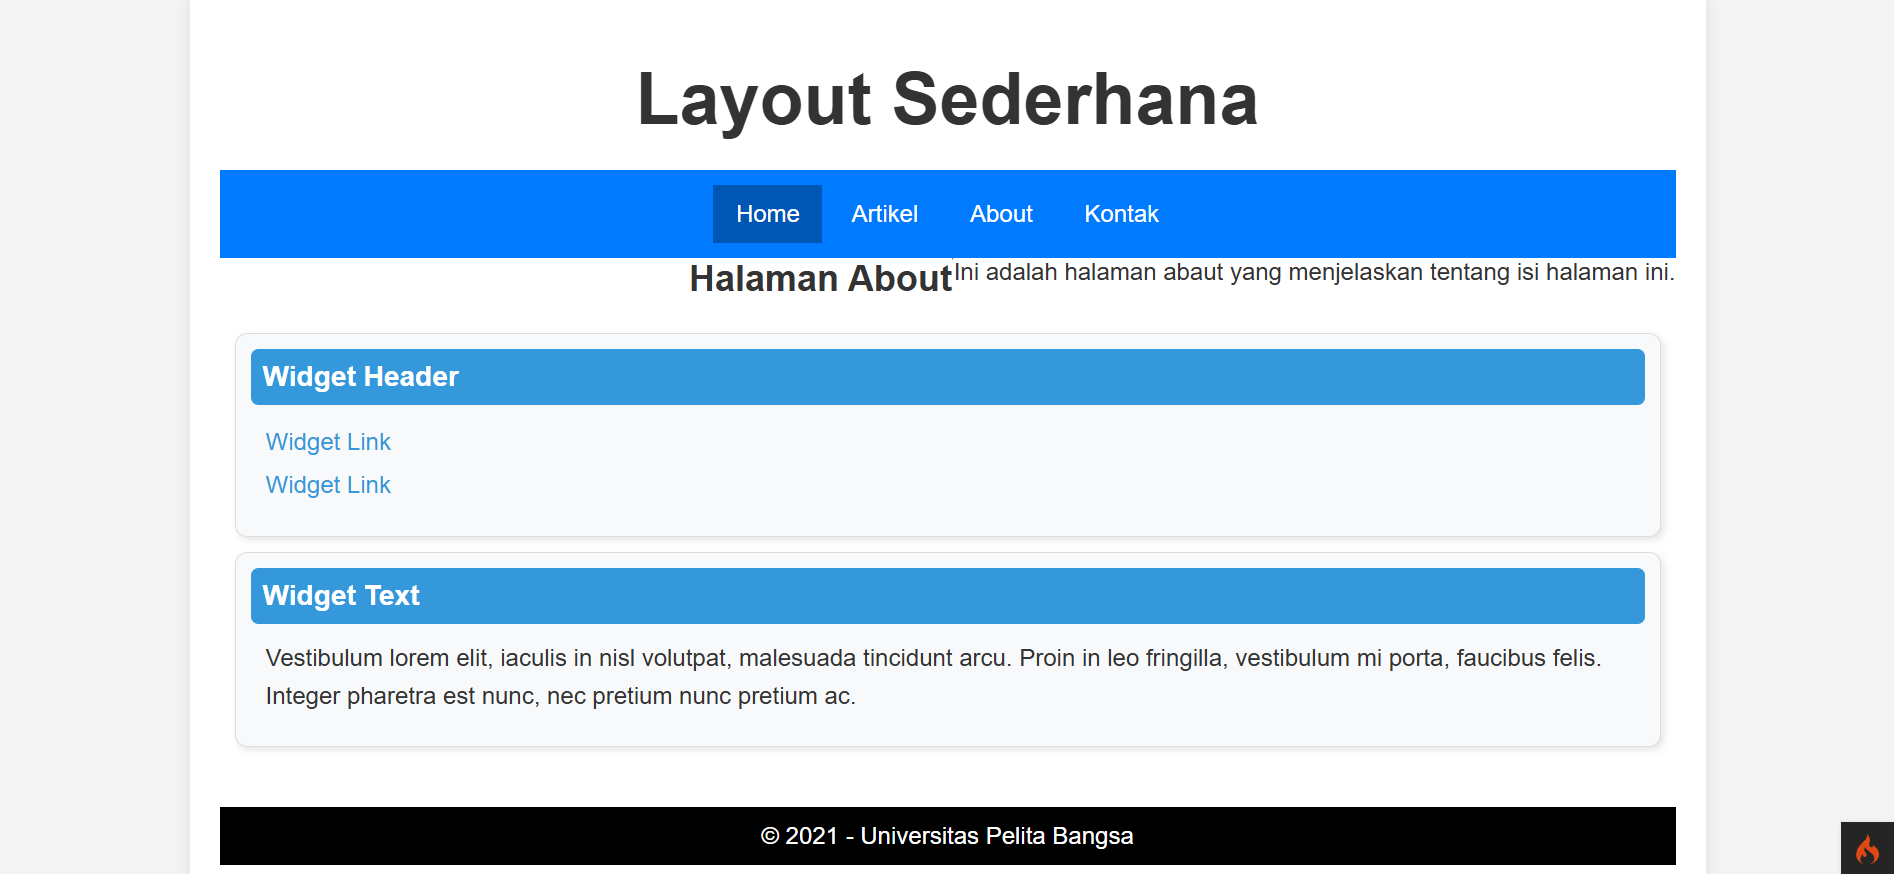 Layout Sederhana
Home Artikel About Kontak
Halaman About Ini adalah halaman abaut yang menjelaskan tentang isi halaman ini.
Widget Header
Widget Link
Widget Link
Widget Text
Vestibulum lorem elit, iaculis in nisl volutpat, malesuada tincidunt arcu. Proin in leo fringilla, vestibulum mi porta, faucibus felis.
Integer pharetra est nunc, nec pretium nunc pretium ac.
© 2021 - Universitas Pelita Bangsa